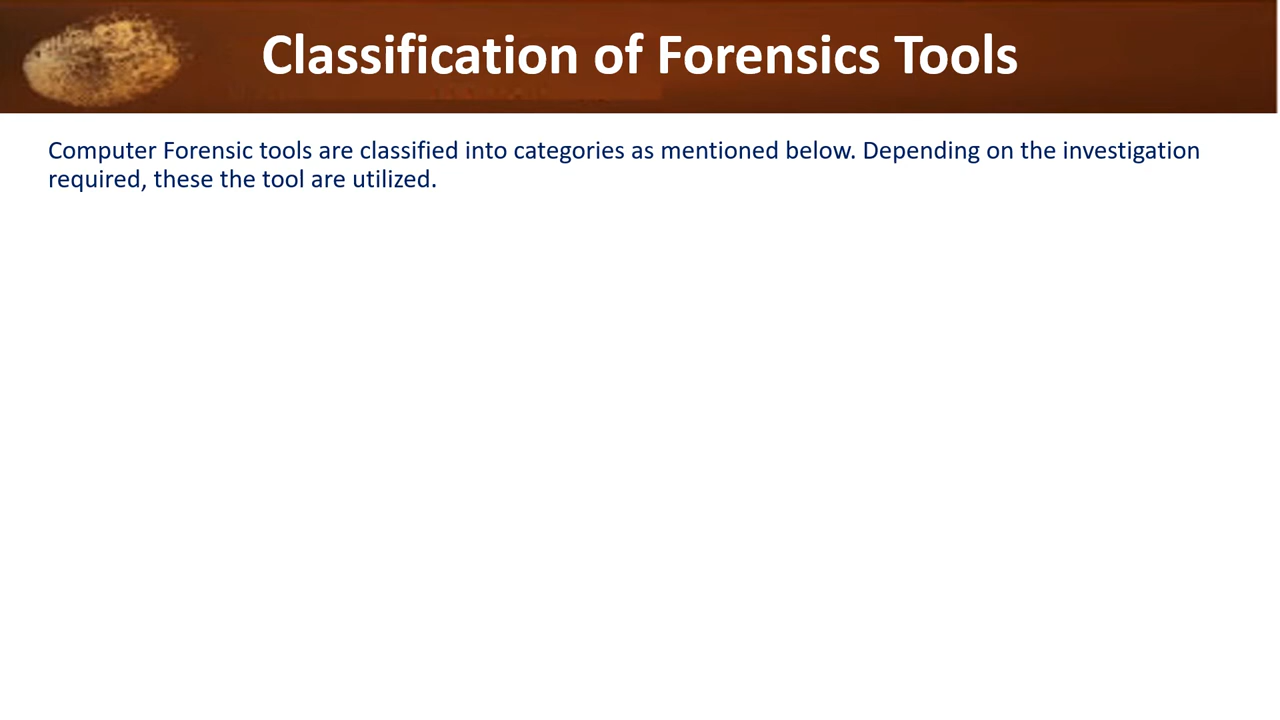 Classification of Forensics Tools
Computer Forensic tools are classified into categories as mentioned below. Depending on the investigation
required, these the tool are utilized.